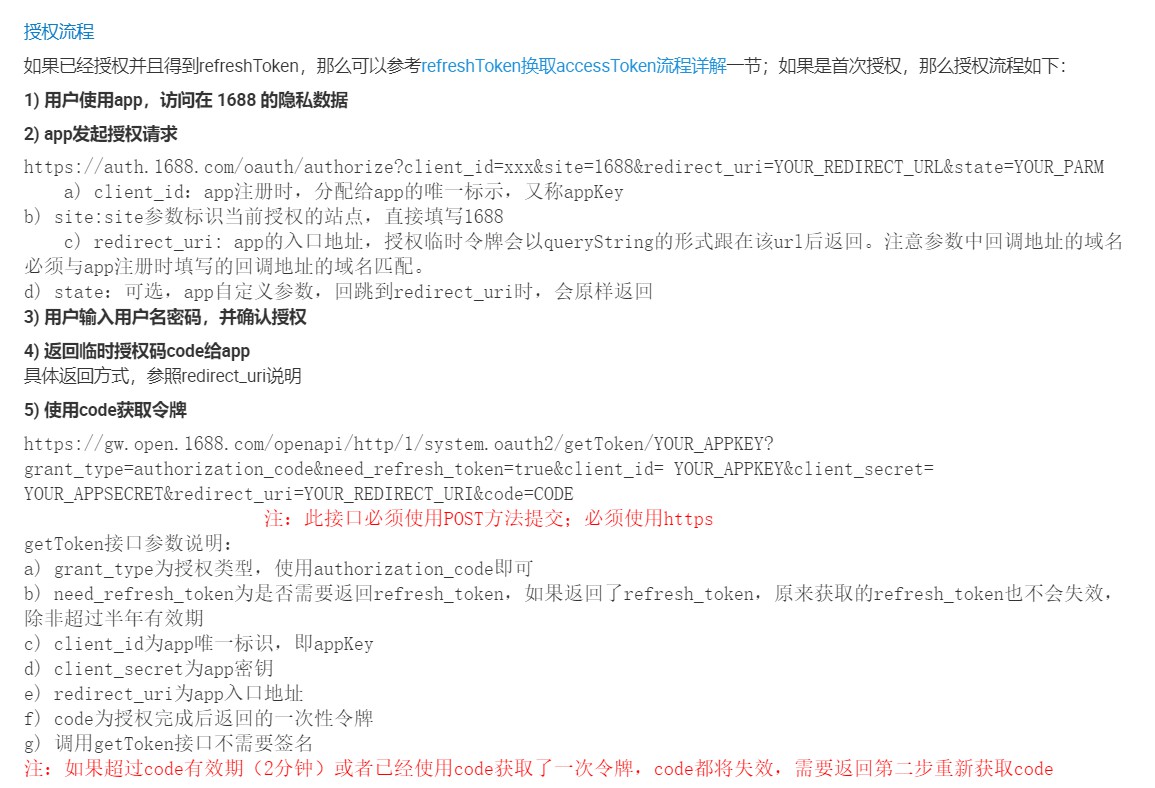 授权流程
如果已经授权并且得到refreshToken，那么可以参考refreshToken换取accessToken流程详解一节；如果是首次授权，那么授权流程如下：
1) 用户使用app，访问在 1688 的隐私数据
2) app发起授权请求
https://auth.1688.com/oauth/authorize?client_id=xxx&site=1688&redirect_uri=YOUR_REDIRECT_URL&state=YOUR_PARM
a) client_id：app注册时，分配给app的唯一标示，又称appKey
b) site:site参数标识当前授权的站点，直接填写1688
c) redirect_uri: app的入口地址，授权临时令牌会以queryString的形式跟在该url后返回。注意参数中回调地址的域名
必须与app注册时填写的回调地址的域名匹配。
d) state：可选，app自定义参数，回跳到redirect_uri时，会原样返回
3) 用户输入用户名密码，并确认授权
4) 返回临时授权码code给app
具体返回方式，参照redirect_uri说明
5) 使用code获取令牌
https://gw.open.1688.com/openapi/http/1/system.oauth2/getToken/YOUR_APPKEY?
grant_type=authorization_code&need_refresh_token=true&client_id= YOUR_APPKEY&client_secret=
YOUR_APPSECRET&redirect_uri=YOUR_REDIRECT_URI&code=CODE
注：此接口必须使用POST方法提交；必须使用https
getToken接口参数说明：
a) grant_type为授权类型，使用authorization_code即可
b) need_refresh_token为是否需要返回refresh_token，如果返回了refresh_token，原来获取的refresh_token也不会失效，
除非超过半年有效期
c) client_id为app唯一标识，即appKey
d) client_secret为app密钥
e) redirect_uri为app入口地址
f) code为授权完成后返回的一次性令牌
g) 调用getToken接口不需要签名
注：如果超过code有效期（2分钟）或者已经使用code获取了一次令牌，code都将失效，需要返回第二步重新获取code